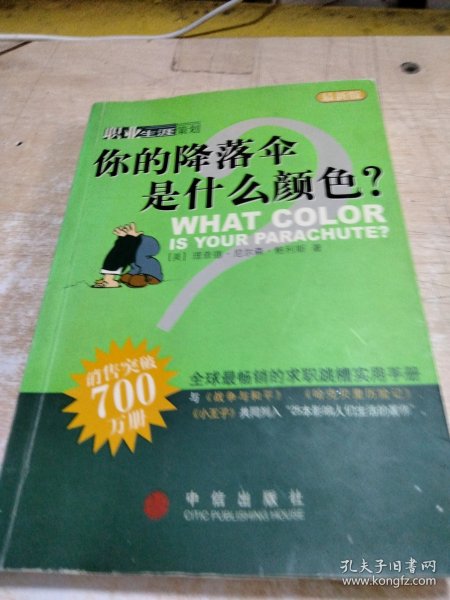 最新版
职业生涯策划
你的降落伞
是什么颜色?
WHAT COLOR
IS YOUR PARACHUTE?
[美] 理查德·尼尔森·鲍利斯 著
销售突破
700
万册
全球最畅销的求职跳槽实用手册
与《战争与和平》、《哈克贝里历险记》
《小王子》共同列入“25本影响人们生活的著作”
中信出版社
CITIC PUBLISHING HOUSE
孔夫子旧书网
www.kongfz.com